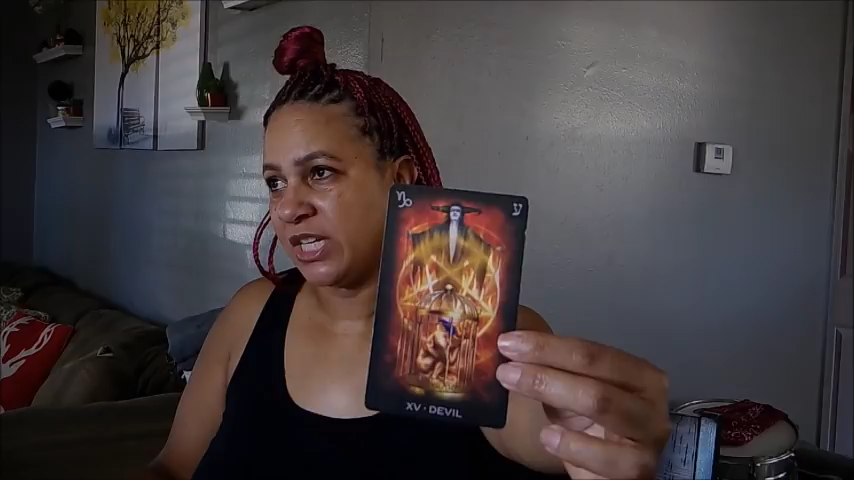 ♑ ע
XV · DEVIL